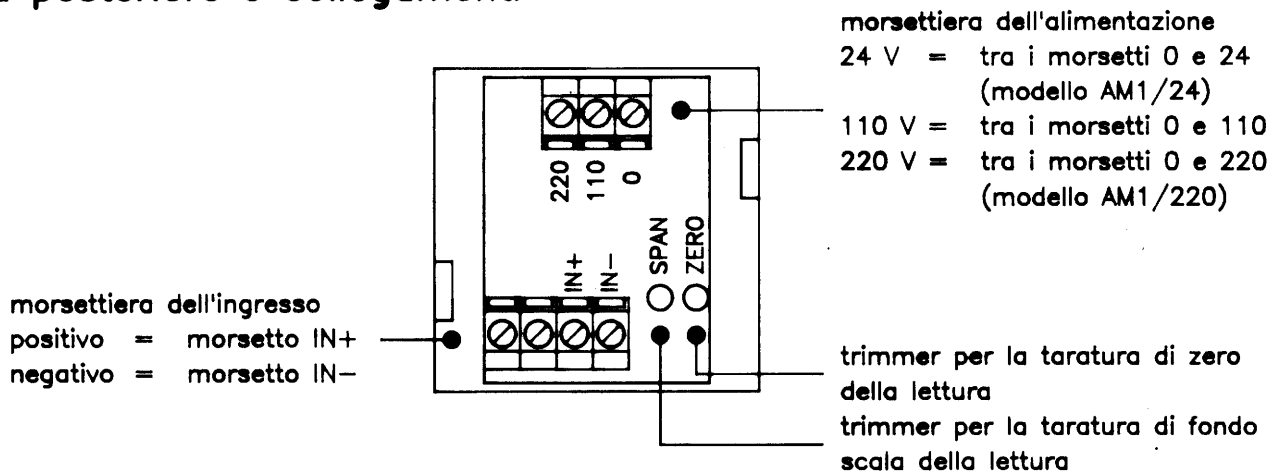 posteriore e collegamenti
morsettiera dell'alimentazione
24 V = tra i morsetti 0 e 24
(modello AM1/24)
110 V = tra i morsetti 0 e 110
220 V = tra i morsetti 0 e 220
(modello AM1/220)
220
110
0
SPAN
ZERO
IN+
IN-
morsettiera dell'ingresso
positivo = morsetto IN+
negativo = morsetto IN-
trimmer per la taratura di zero
della lettura
trimmer per la taratura di fondo
scala della lettura